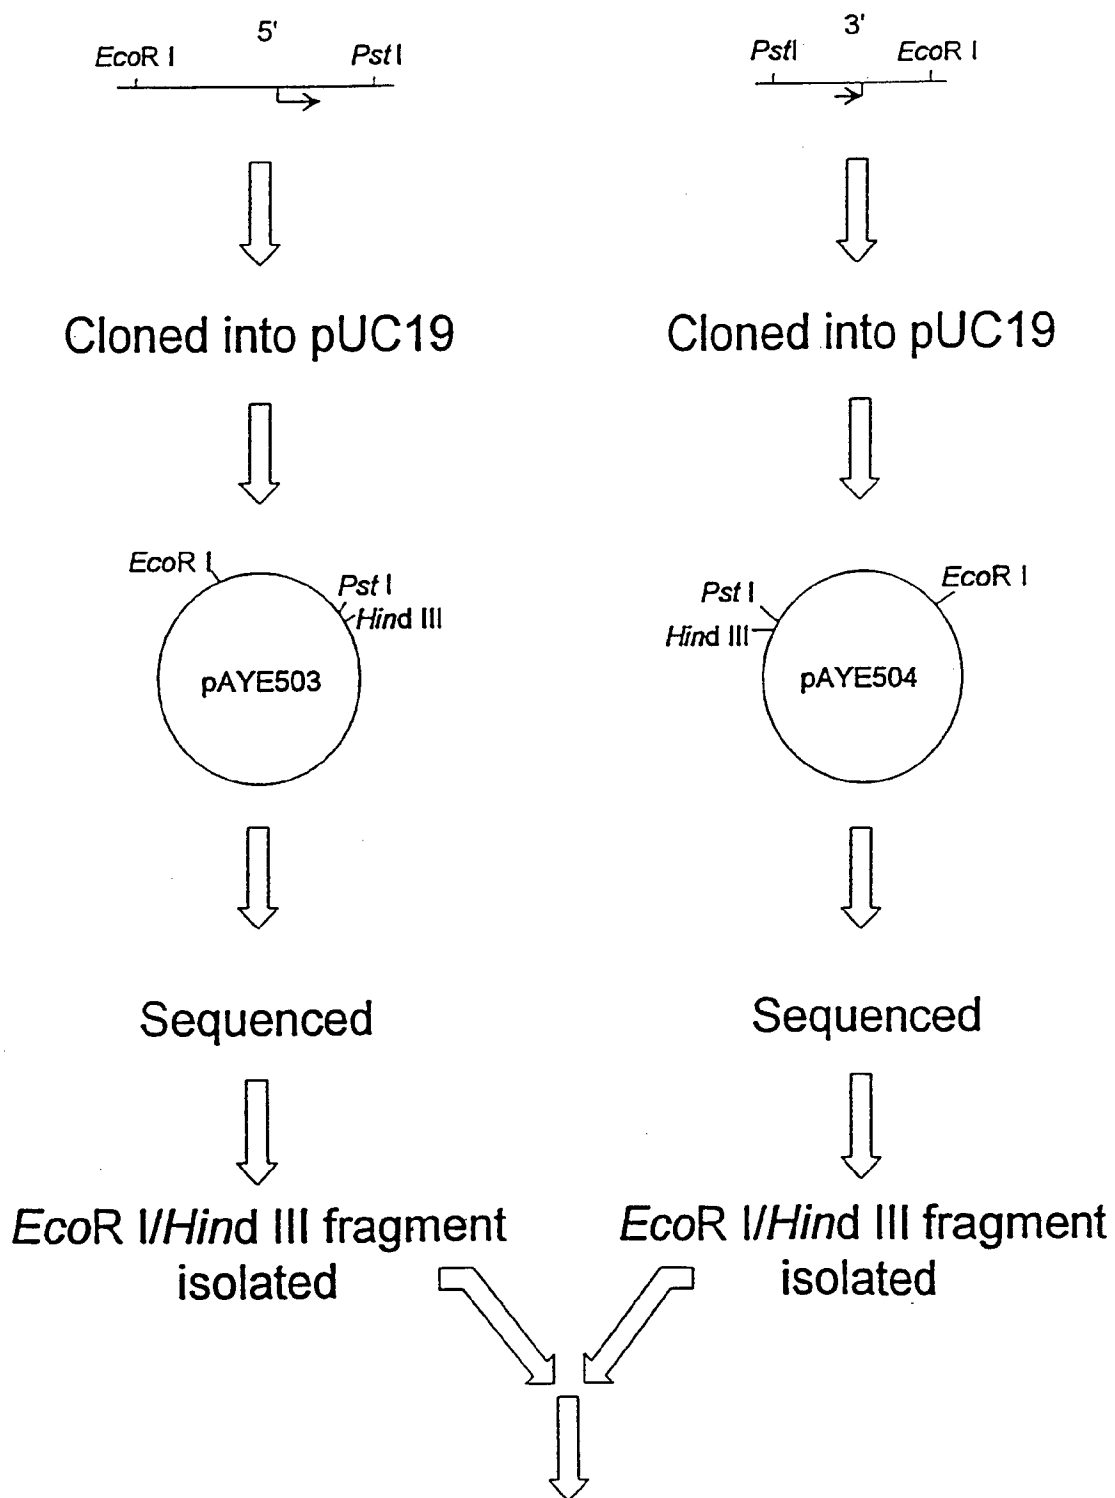 5'
EcoR I
Pst I
3'
PstI
EcoR I
Cloned into pUC19
Cloned into pUC19
EcoR I
Pst I
Hind III
pAYE503
EcoR I
Pst I
Hind III
pAYE504
Sequenced
Sequenced
EcoR I/Hind III fragment
isolated
EcoR I/Hind III fragment
isolated